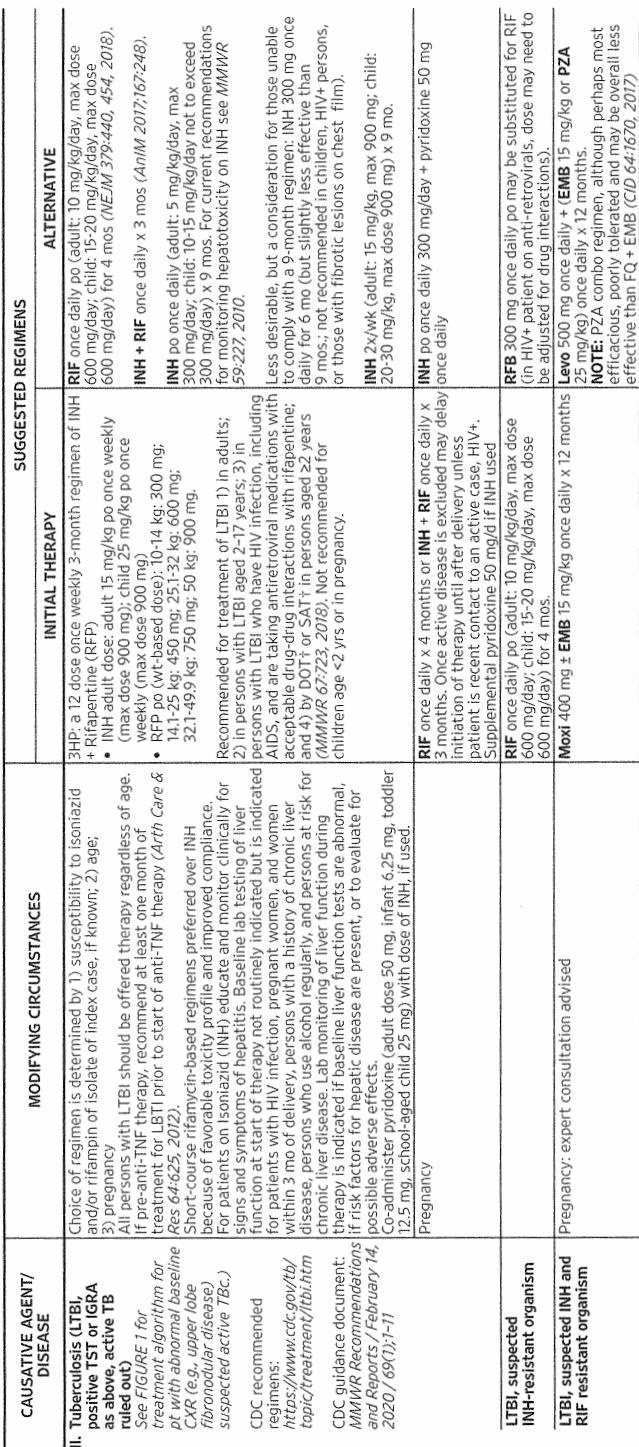 CAUSATIVE AGENT/
DISEASE
MODIFYING CIRCUMSTANCES
SUGGESTED REGIMENS
INITIAL THERAPY
ALTERNATIVE
II. Tuberculosis (LTBI,
positive TST or IGRA
as above, active TB
ruled out)
See FIGURE 1 for
treatment algorithm for
pt with abnormal baseline
CXR (e.g., upper lobe
fibronodular disease)
suspected active TBc.)
CDC recommended
regimens:
https://www.cdc.gov/tb/
topic/treatment/ltbi.htm
CDC guidance document:
MMWR Recommendations
and Reports / February 14,
2020 / 69(1);1–11
Choice of regimen is determined by 1) susceptibility to isoniazid
and/or rifampin of isolate of index case, if known; 2) age;
3) pregnancy
All persons with LTBI should be offered therapy regardless of age.
If pre-anti-TNF therapy, recommend at least one month of
treatment for LBTI prior to start of anti-TNF therapy (Arth Care &
Res 64:625, 2012).
Short-course rifamycin-based regimens preferred over INH
because of favorable toxicity profile and improved compliance.
For patients on Isoniazid (INH) educate and monitor clinically for
signs and symptoms of hepatitis. Baseline lab testing of liver
function at start of therapy not routinely indicated but is indicated
for patients with HIV infection, pregnant women, and women
within 3 mo of delivery, persons with a history of chronic liver
disease, persons who use alcohol regularly, and persons at risk for
chronic liver disease. Lab monitoring of liver function during
therapy is indicated if baseline liver function tests are abnormal,
if risk factors for hepatic disease are present, or to evaluate for
possible adverse effects.
Co-administer pyridoxine (adult dose 50 mg, infant 6.25 mg, toddler
12.5 mg, school-aged child 25 mg) with dose of INH, if used.
3HP: a 12 dose once weekly 3-month regimen of INH
+ Rifapentine (RFP)
• INH adult dose: adult 15 mg/kg po once weekly
(max dose 900 mg); child 25 mg/kg po once
weekly (max dose 900 mg)
• RFP po (wt-based dose): 10-14 kg: 300 mg;
14.1-25 kg: 450 mg; 25.1-32 kg: 600 mg;
32.1-49.9 kg: 750 mg; 50 kg: 900 mg.
Recommended for treatment of LTBI 1) in adults;
2) in persons with LTBI aged 2–17 years; 3) in
persons with LTBI who have HIV infection, including
AIDS, and are taking antiretroviral medications with
acceptable drug-drug interactions with rifapentine;
and 4) by DOT† or SAT† in persons aged ≥2 years
(MMWR 67:723, 2018). Not recommended for
children age <2 yrs or in pregnancy.
RIF once daily po (adult: 10 mg/kg/day, max dose
600 mg/day; child: 15-20 mg/kg/day, max dose
600 mg/day) for 4 mos (NEJM 379:440, 454, 2018).
INH + RIF once daily x 3 mos (AnIM 2017;167:248).
INH po once daily (adult: 5 mg/kg/day, max
300 mg/day; child: 10-15 mg/kg/day not to exceed
300 mg/day) x 9 mos. For current recommendations
for monitoring hepatotoxicity on INH see MMWR
59:227, 2010.
Less desirable, but a consideration for those unable
to comply with a 9-month regimen: INH 300 mg once
daily for 6 mo (but slightly less effective than
9 mos.; not recommended in children, HIV+ persons,
or those with fibrotic lesions on chest film).
INH 2x/wk (adult: 15 mg/kg, max 900 mg; child:
20-30 mg/kg, max dose 900 mg) x 9 mo.
Pregnancy
RIF once daily x 4 months or INH + RIF once daily x
3 months. Once active disease is excluded may delay
initiation of therapy until after delivery unless
patient is recent contact to an active case, HIV+.
Supplemental pyridoxine 50 mg/d if INH used
INH po once daily 300 mg/day + pyridoxine 50 mg
once daily
LTBI, suspected
INH-resistant organism
RIF once daily po (adult: 10 mg/kg/day, max dose
600 mg/day; child: 15-20 mg/kg/day, max dose
600 mg/day) for 4 mos.
RFB 300 mg once daily po may be substituted for RIF
(in HIV+ patient on anti-retrovirals, dose may need to
be adjusted for drug interactions).
LTBI, suspected INH and
RIF resistant organism
Pregnancy: expert consultation advised
Moxi 400 mg ± EMB 15 mg/kg once daily x 12 months
Levo 500 mg once daily + (EMB 15 mg/kg or PZA
25 mg/kg) once daily x 12 months.
NOTE: PZA combo regimen, although perhaps most
efficacious, poorly tolerated and may be overall less
effective than FQ + EMB (CID 64:1670, 2017)